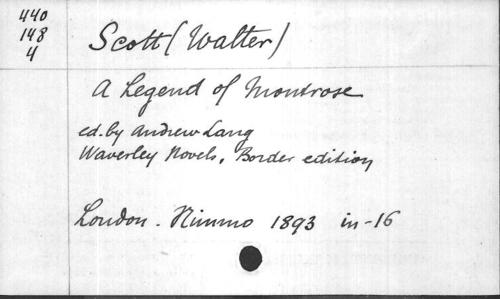 440
148
4
Scott (Walter)
A Legend of Montrose
ed. by Andrew Lang
Waverley Novels, Border edition
London - Nimmo 1893 in-16